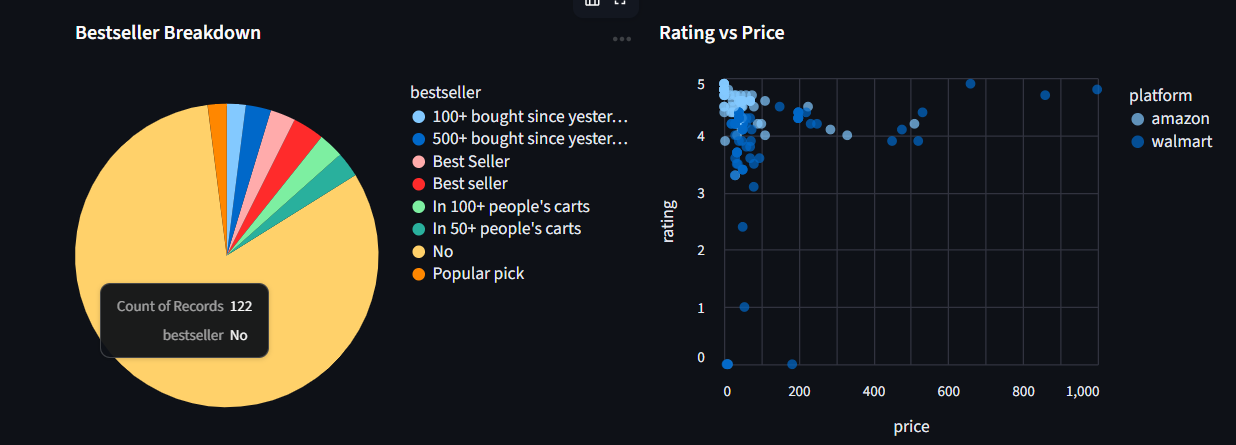 Bestseller Breakdown
bestseller
100+ bought since yester…
500+ bought since yester…
Best Seller
Best seller
In 100+ people's carts
In 50+ people's carts
No
Popular pick
Count of Records 122
bestseller No
Rating vs Price
5
4
3
2
1
0
rating
0 200 400 600 800 1,000
price
platform
amazon
walmart